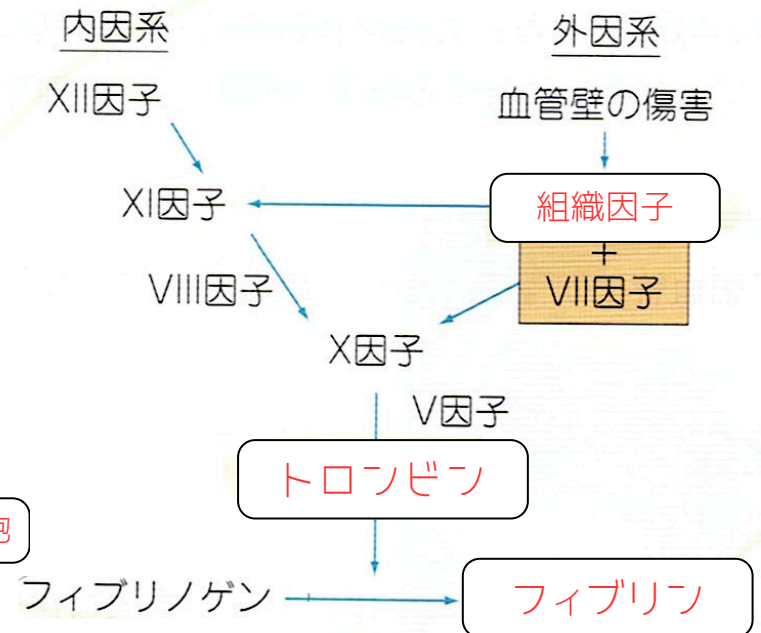 内因系
外因系
XII因子
血管壁の傷害
XI因子
組織因子
+
VIII因子
VII因子
X因子
V因子
トロンビン
胞
フィブリノゲン
フィブリン